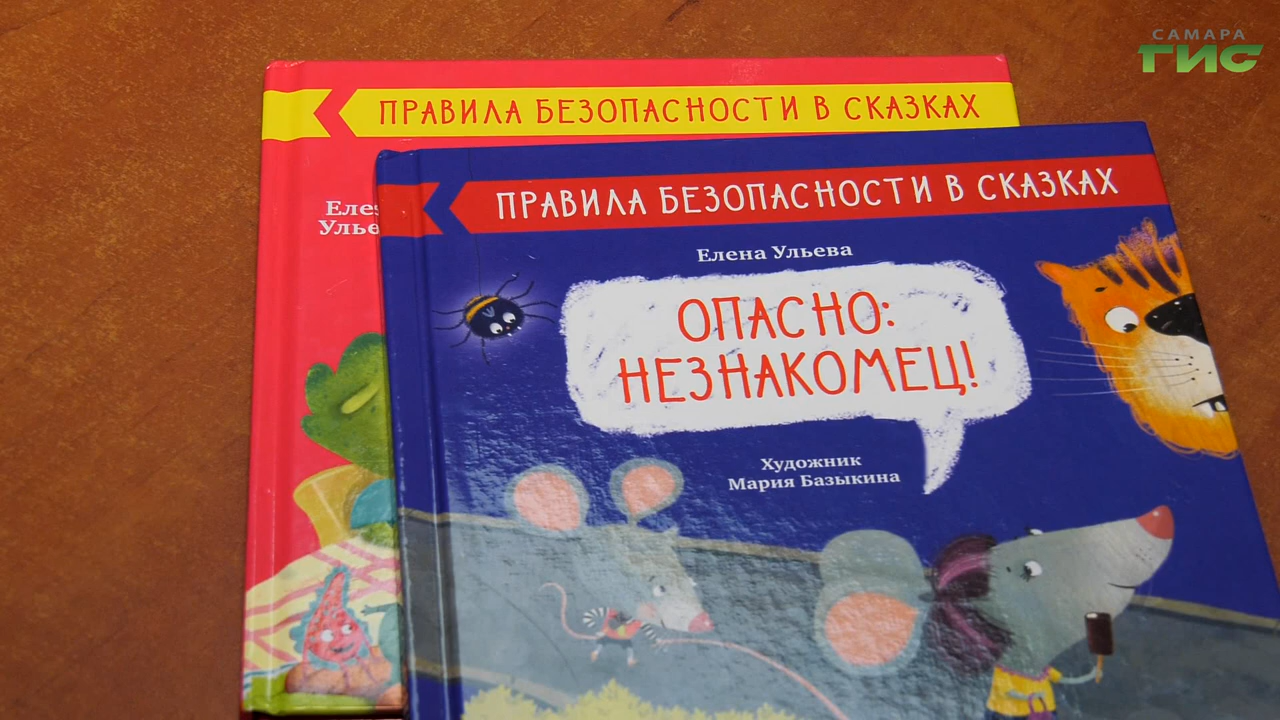 САМАРА
ГИС
ПРАВИЛА БЕЗОПАСНОСТИ В СКАЗКАХ
ПРАВИЛА БЕЗОПАСНОСТИ В СКАЗКАХ
Елена Ульева
ОПАСНО:
НЕЗНАКОМЕЦ!
Художник
Мария Базыкина